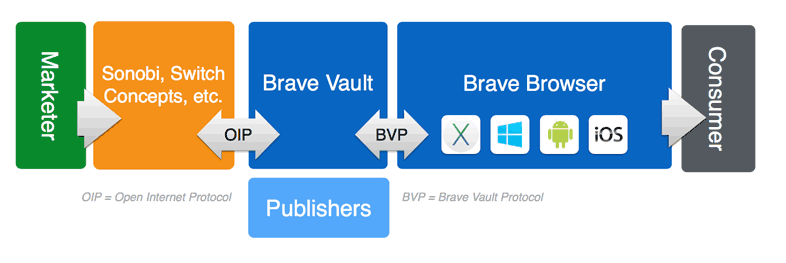 Marketer
Sonobi, Switch
Concepts, etc.
OIP
Brave Vault
BVP
Brave Browser
X
iOS
Consumer
OIP = Open Internet Protocol
Publishers
BVP = Brave Vault Protocol